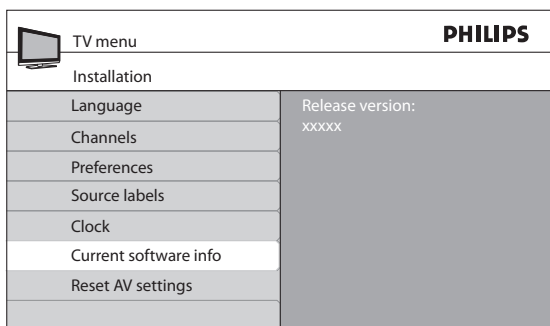 TV menu
PHILIPS
Installation
Language
Release version:
xxxxx
Channels
Preferences
Source labels
Clock
Current software info
Reset AV settings